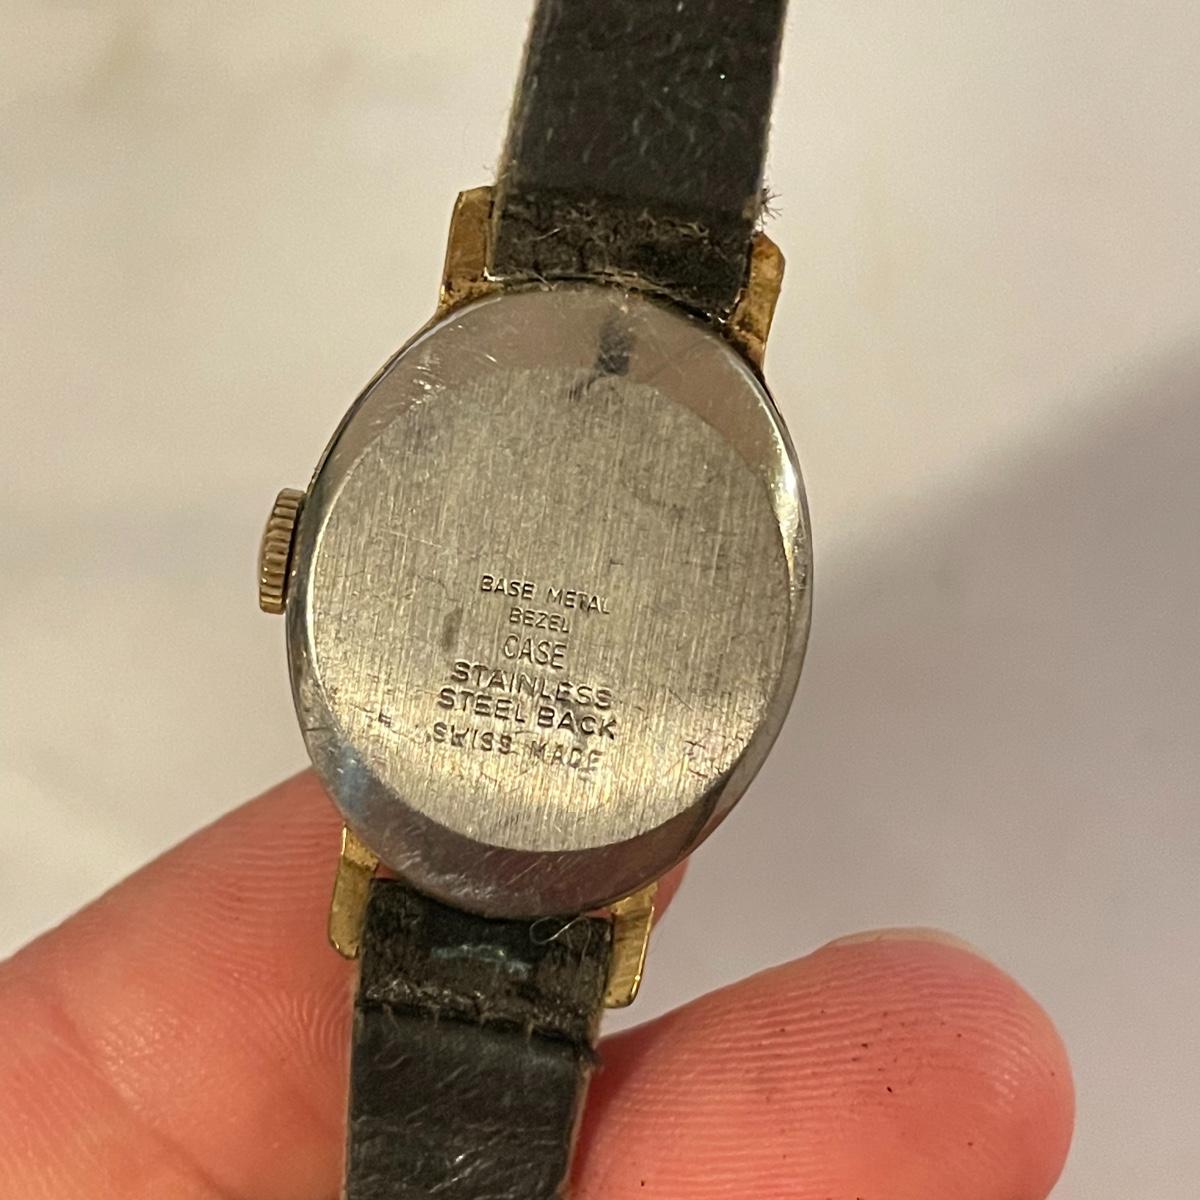 BASE METAL
BEZEL
CASE
STAINLESS
STEEL BACK
SWISS MADE